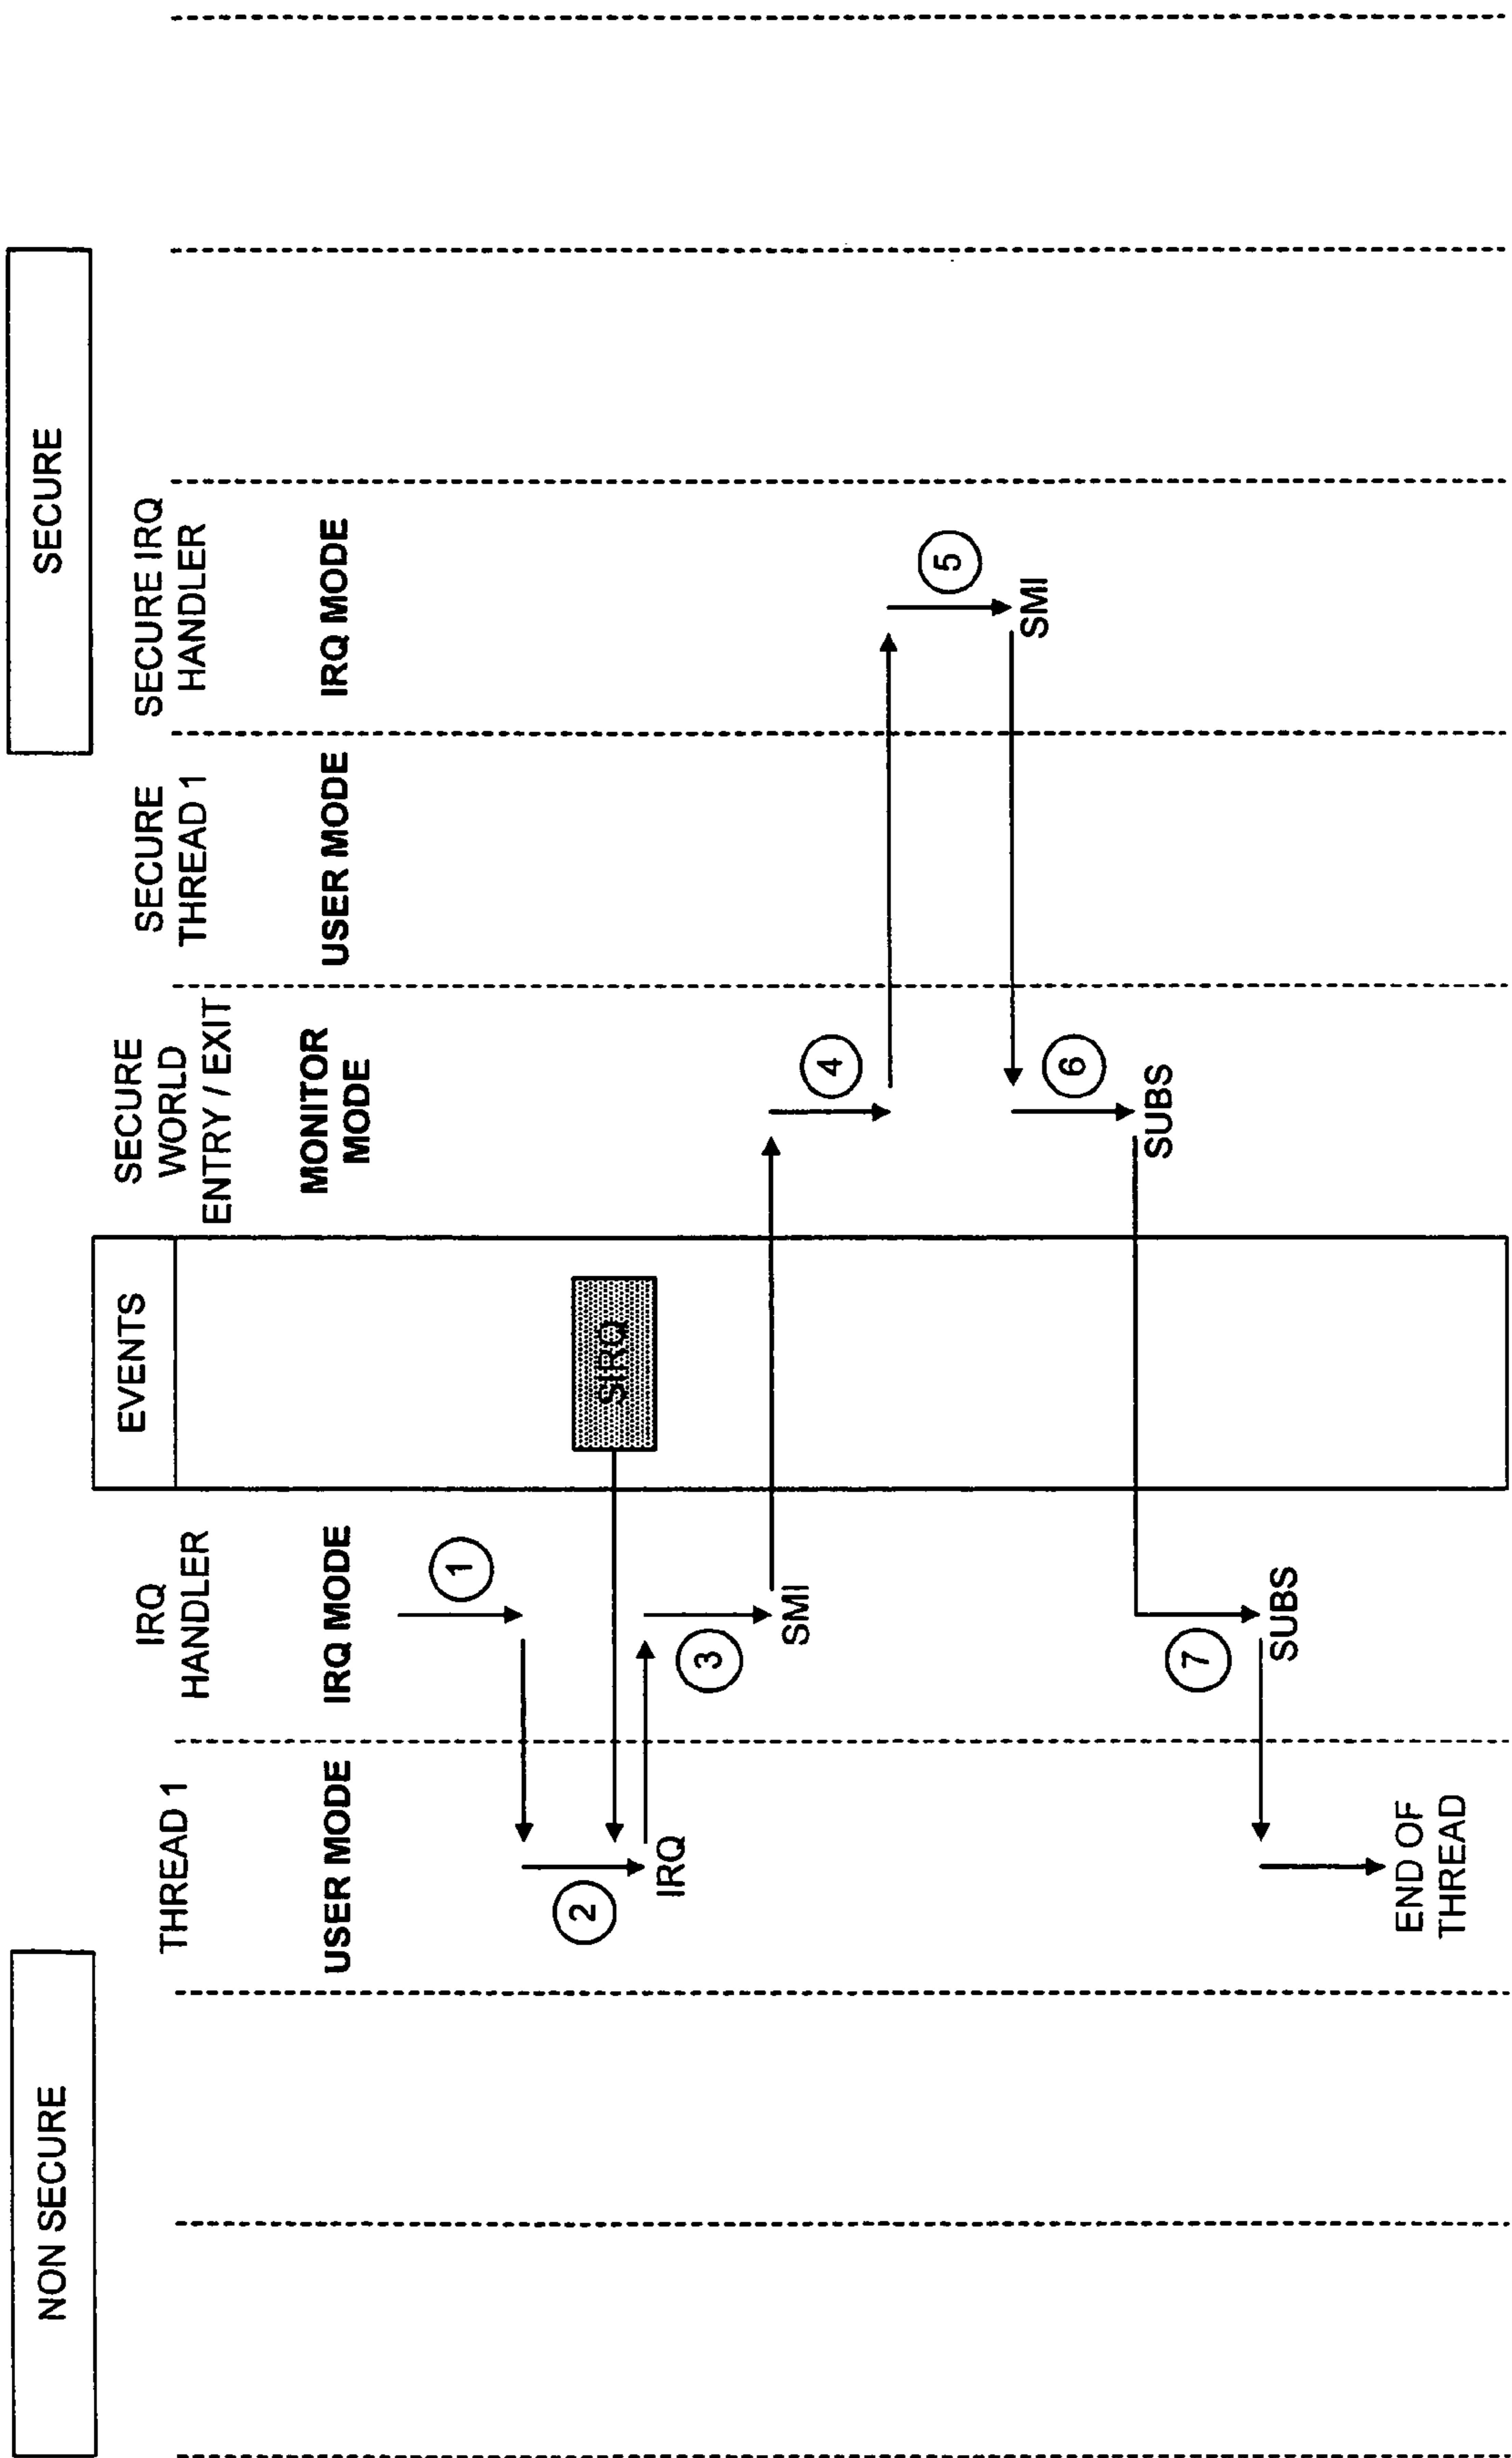 NON SECURE
SECURE
EVENTS
THREAD 1
IRQ
HANDLER
SECURE
WORLD
ENTRY / EXIT
SECURE
THREAD 1
SECURE IRQ
HANDLER
USER MODE
IRQ MODE
MONITOR
MODE
USER MODE
IRQ MODE
1
2
SIRQ
IRQ
3
SMI
4
5
SMI
6
SUBS
7
SUBS
END OF
THREAD